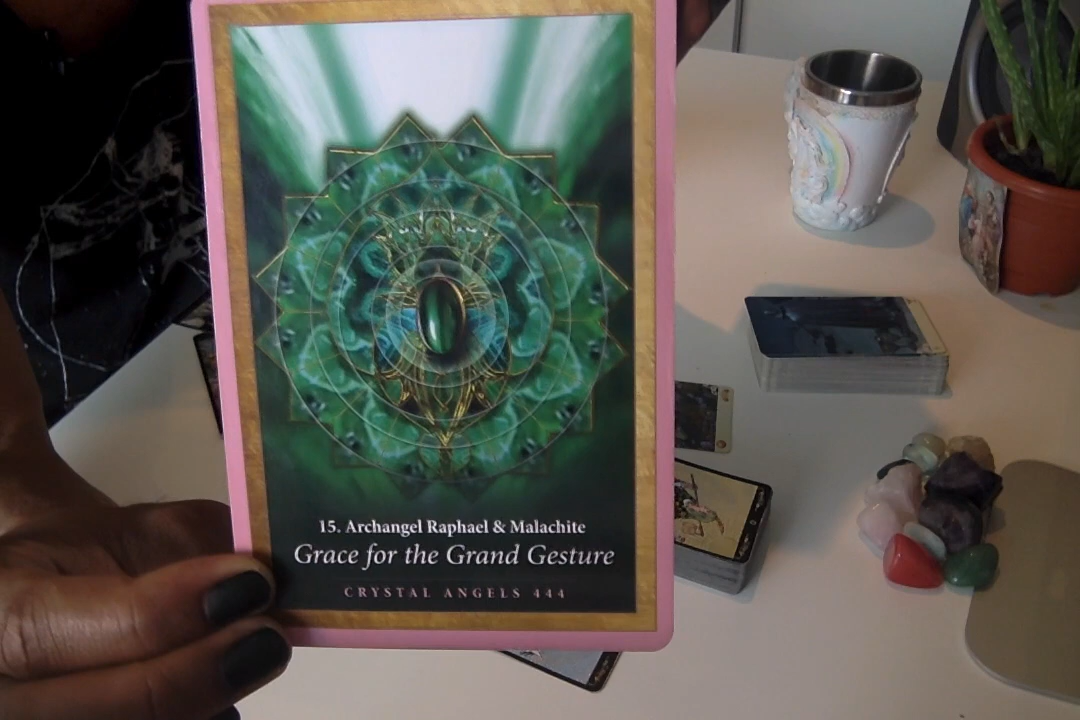 15. Archangel Raphael & Malachite
Grace for the Grand Gesture
CRYSTAL ANGELS 444